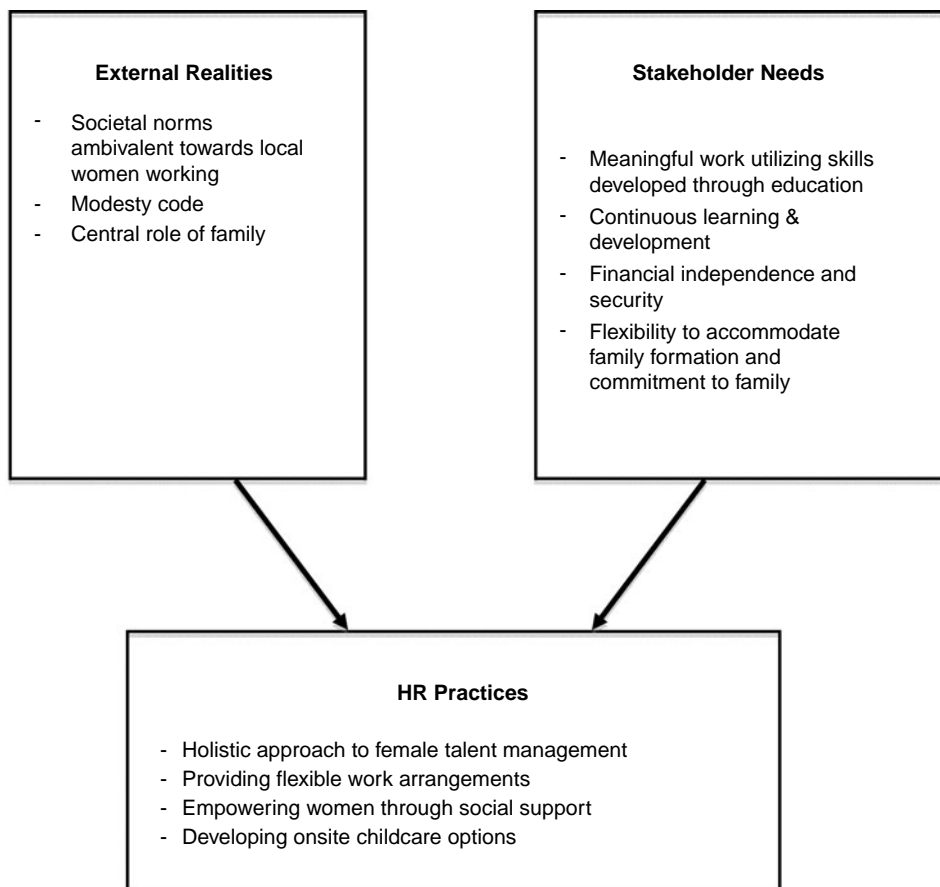 External Realities
- Societal norms
ambivalent towards local
women working
- Modesty code
- Central role of family
Stakeholder Needs
- Meaningful work utilizing skills
developed through education
- Continuous learning &
development
- Financial independence and
security
- Flexibility to accommodate
family formation and
commitment to family
HR Practices
- Holistic approach to female talent management
- Providing flexible work arrangements
- Empowering women through social support
- Developing onsite childcare options